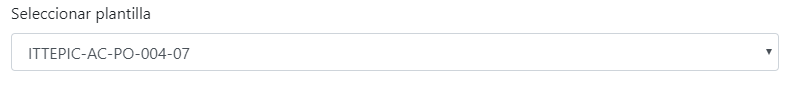 Seleccionar plantilla
ITTEPIC-AC-PO-004-07